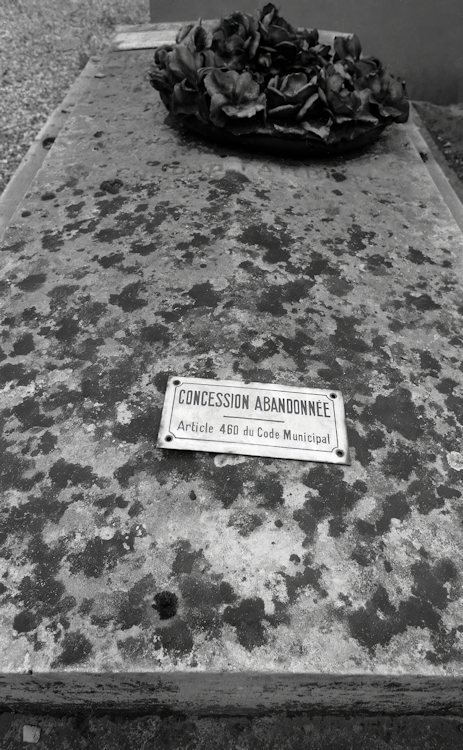 CONCESSION ABANDONNÉE
Article 460 du Code Municipal